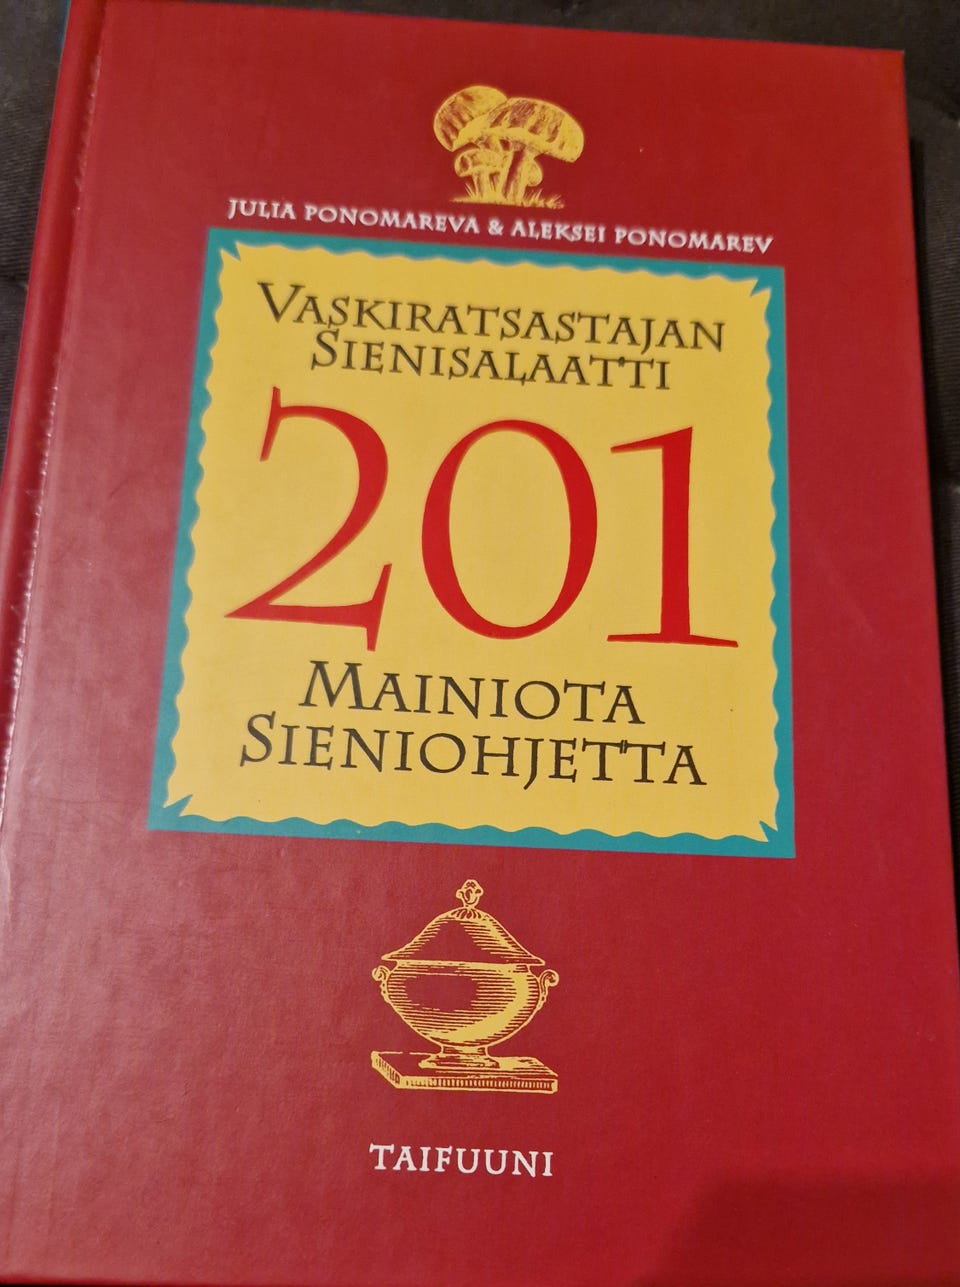 JULIA PONOMAREVA & ALEKSEI PONOMAREV
VASKIRATSASTAJAN
SIENISALAATTI
201
MAINIOTA
SIENIOHJETTA
TAIFUUNI